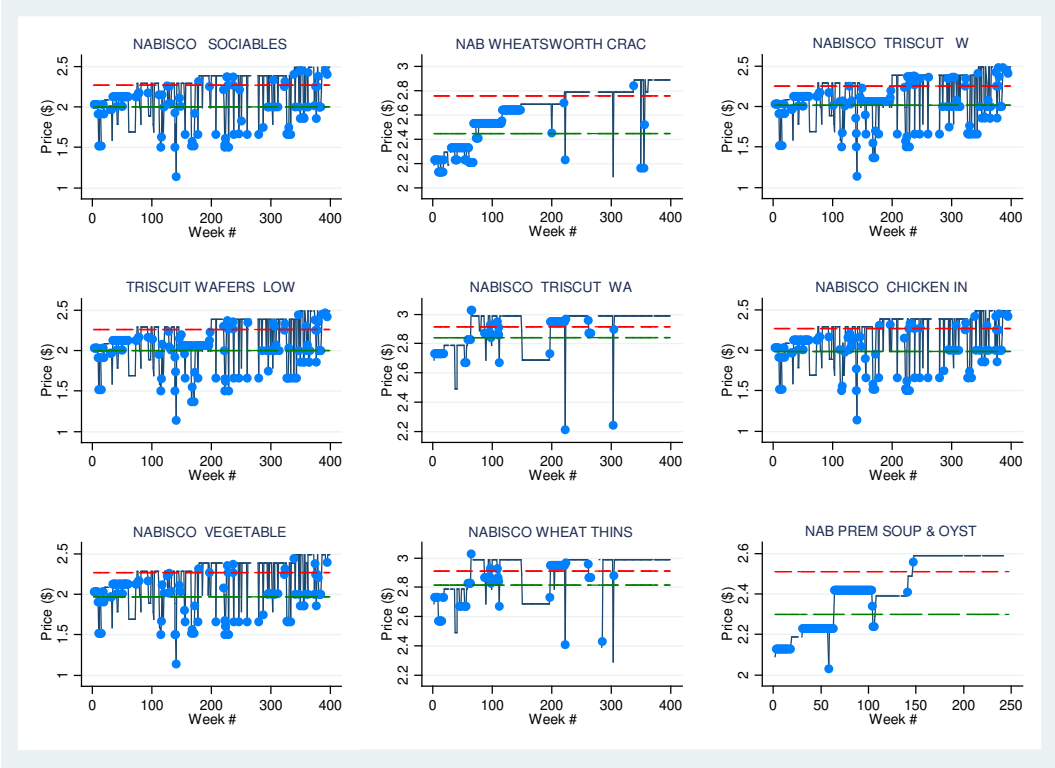 NABISCO SOCIABLES
Price ($)
2.5
2
1.5
1
0 100 200 300 400
Week #
NAB WHEATSWORTH CRAC
Price ($)
3
2.8
2.6
2.4
2.2
2
0 100 200 300 400
Week #
NABISCO TRISCUT W
Price ($)
2.5
2
1.5
1
0 100 200 300 400
Week #
TRISCUIT WAFERS LOW
Price ($)
2.5
2
1.5
1
0 100 200 300 400
Week #
NABISCO TRISCUT WA
Price ($)
3
2.8
2.6
2.4
2.2
0 100 200 300 400
Week #
NABISCO CHICKEN IN
Price ($)
2.5
2
1.5
1
0 100 200 300 400
Week #
NABISCO VEGETABLE
Price ($)
2.5
2
1.5
1
0 100 200 300 400
Week #
NABISCO WHEAT THINS
Price ($)
3
2.8
2.6
2.4
2.2
0 100 200 300 400
Week #
NAB PREM SOUP & OYST
Price ($)
2.6
2.4
2.2
2
0 50 100 150 200 250
Week #